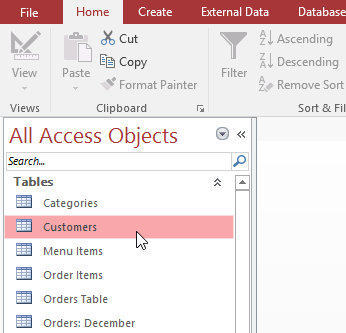 File Home Create External Data Database
View
Paste
Cut
Copy
Format Painter
Filter
Ascending
Descending
Remove Sort
Views Clipboard Sort & Fil
All Access Objects
Search...
Tables
Categories
Customers
Menu Items
Order Items
Orders Table
Orders: December